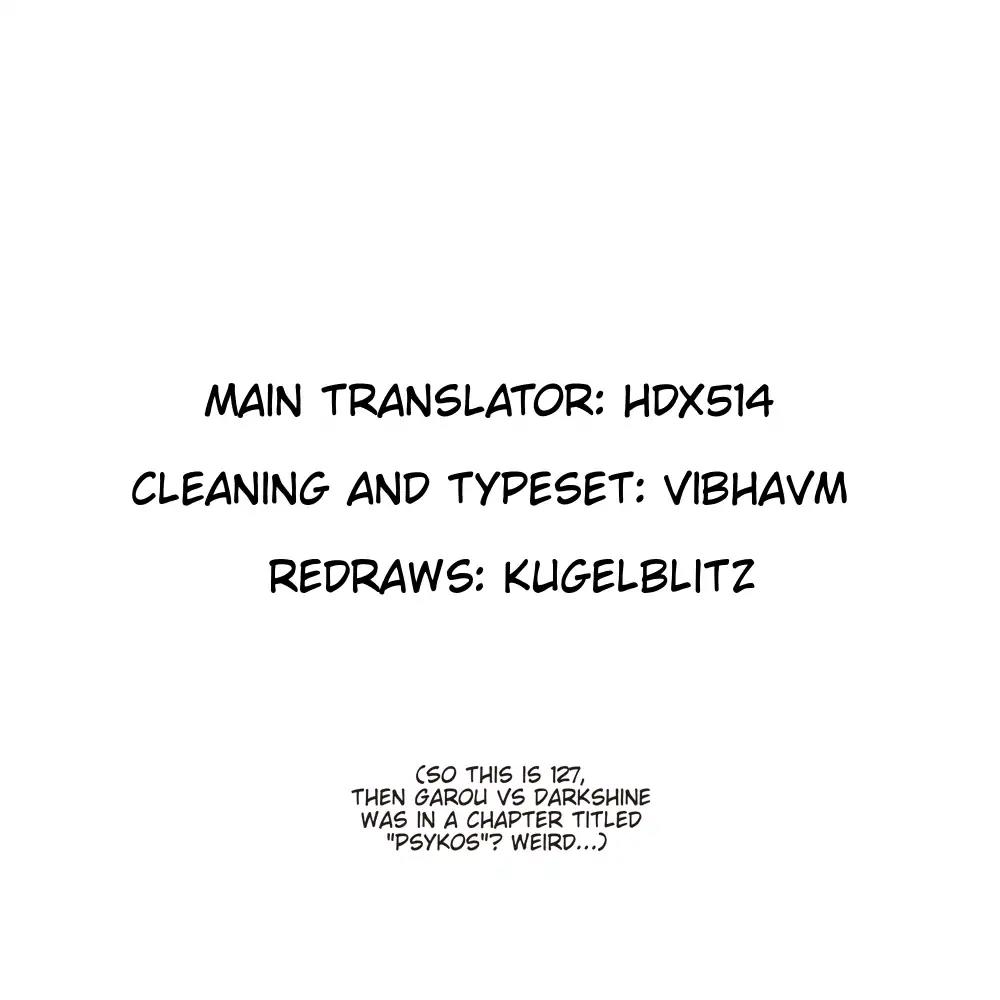 MAIN TRANSLATOR: HDX514
CLEANING AND TYPESET: VIBHAVM
REDRAWS: KUGELBLITZ
(SO THIS IS 127,
THEN GAROU VS DARKSHINE
WAS IN A CHAPTER TITLED
"PSYKOS"? WEIRD...)